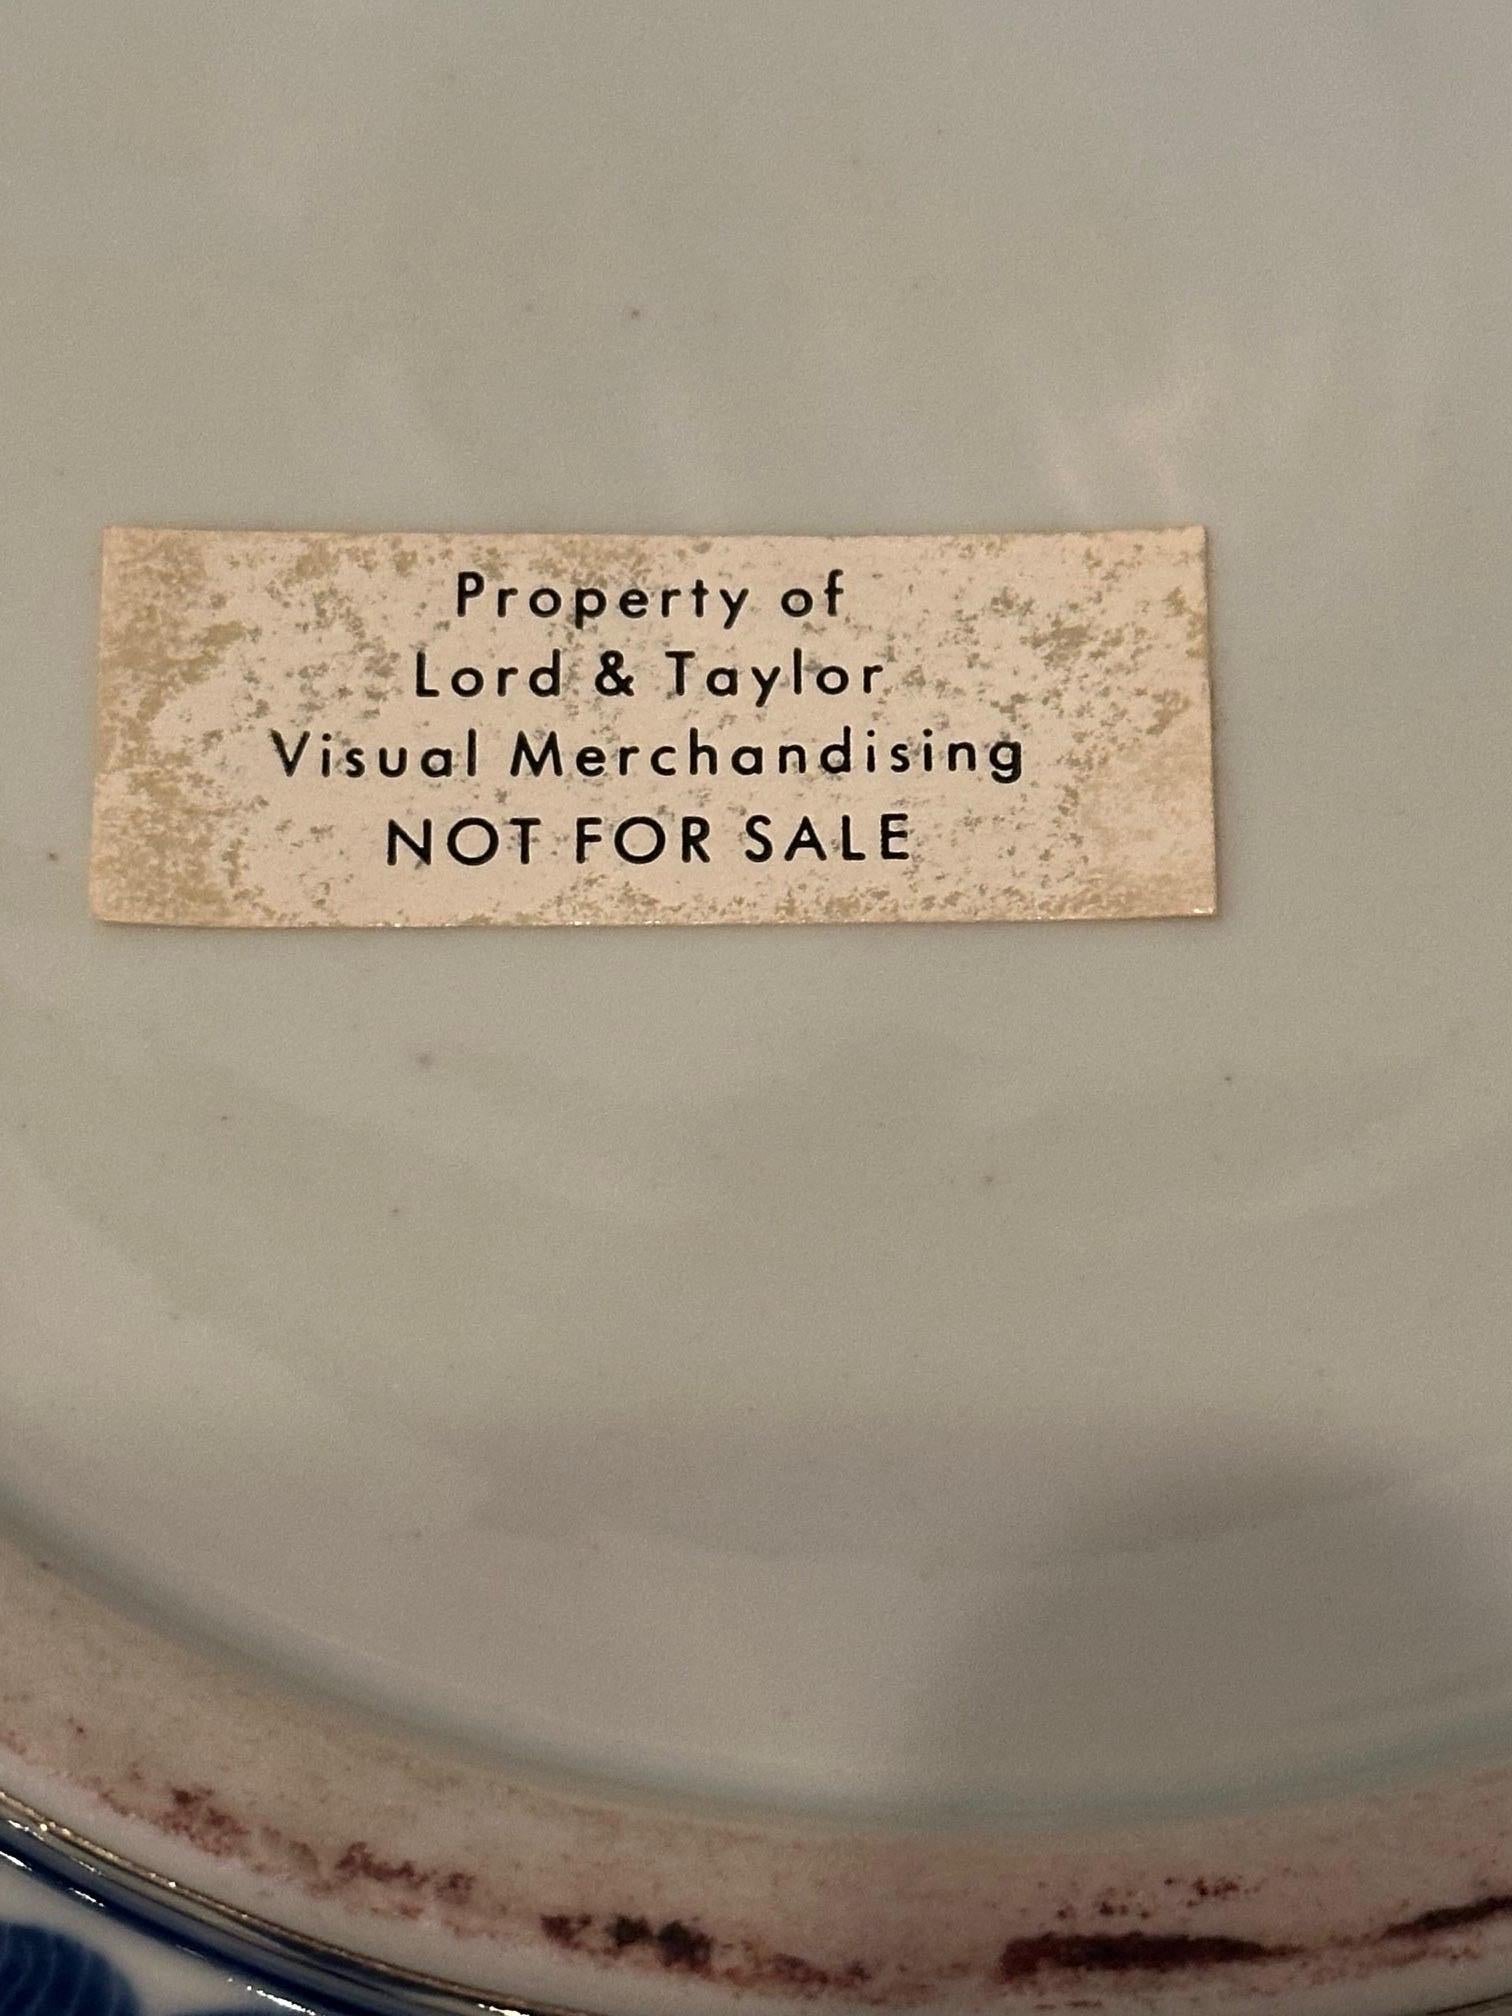 Property of
Lord & Taylor
Visual Merchandising
NOT FOR SALE